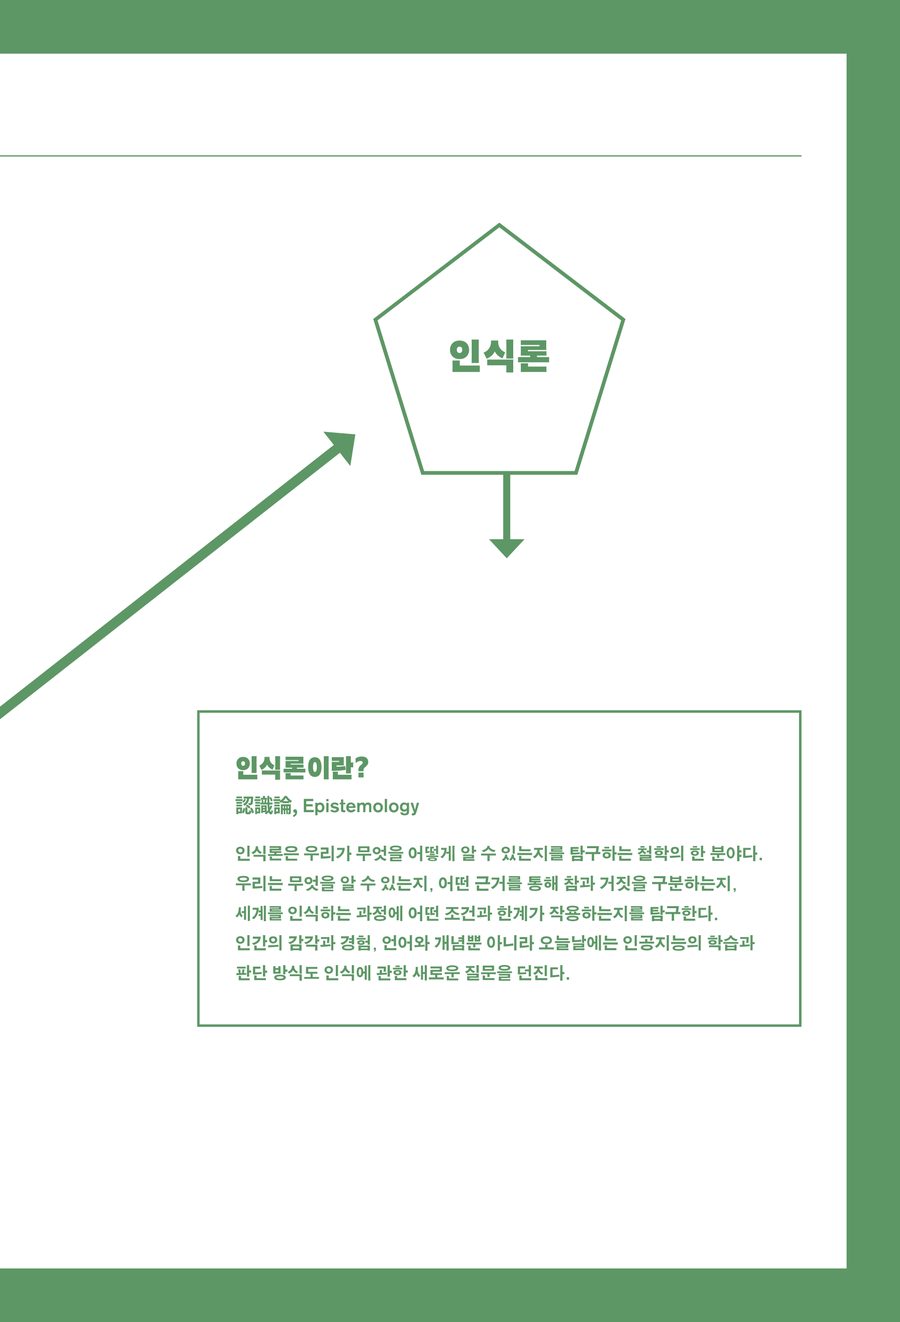 인식론
인식론이란?
認識論, Epistemology
인식론은 우리가 무엇을 어떻게 알 수 있는지를 탐구하는 철학의 한 분야다.
우리는 무엇을 알 수 있는지, 어떤 근거를 통해 참과 거짓을 구분하는지,
세계를 인식하는 과정에 어떤 조건과 한계가 작용하는지를 탐구한다.
인간의 감각과 경험, 언어와 개념뿐 아니라 오늘날에는 인공지능의 학습과
판단 방식도 인식에 관한 새로운 질문을 던진다.